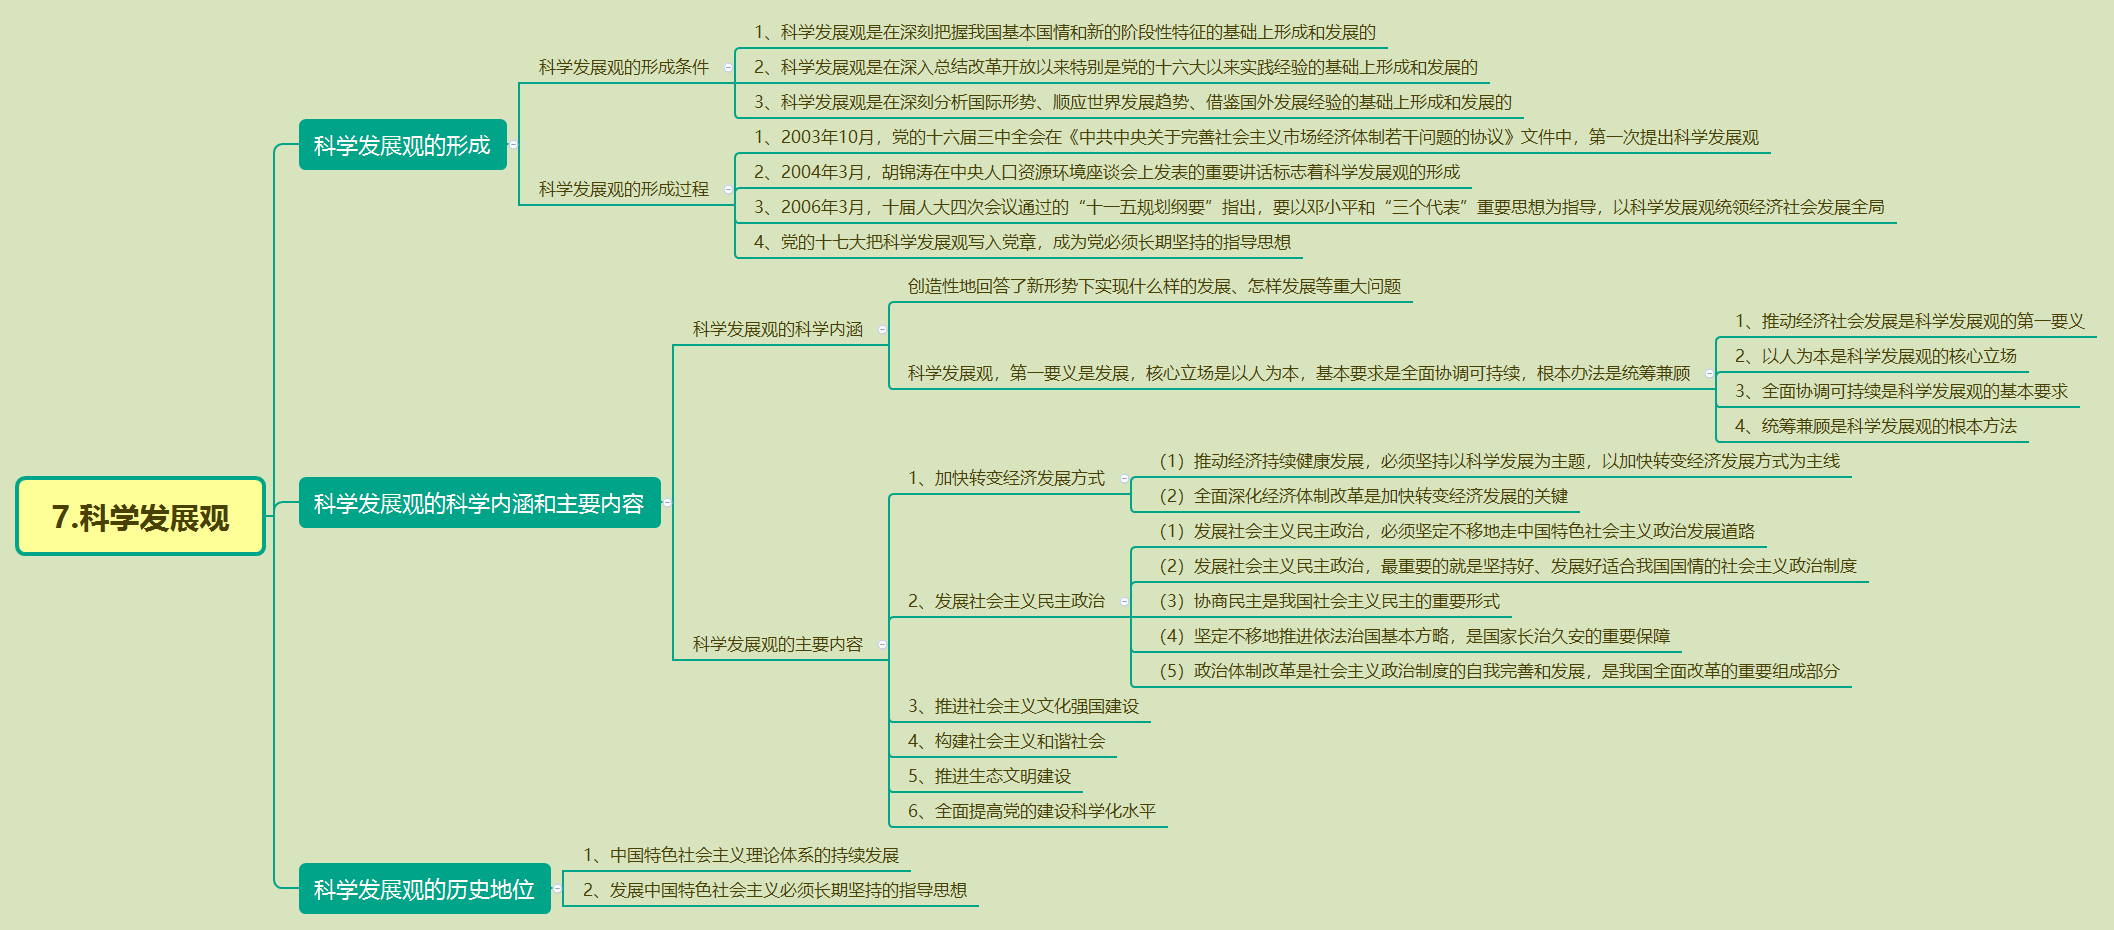 7.科学发展观
科学发展观的形成
科学发展观的形成条件
1、科学发展观是在深刻把握我国基本国情和新的阶段性特征的基础上形成和发展的
2、科学发展观是在深入总结改革开放以来特别是党的十六大以来实践经验的基础上形成和发展的
3、科学发展观是在深刻分析国际形势、顺应世界发展趋势、借鉴国外发展经验的基础上形成和发展的
科学发展观的形成过程
1、2003年10月，党的十六届三中全会在《中共中央关于完善社会主义市场经济体制若干问题的协议》文件中，第一次提出科学发展观
2、2004年3月，胡锦涛在中央人口资源环境座谈会上发表的重要讲话标志着科学发展观的形成
3、2006年3月，十届人大四次会议通过的“十一五规划纲要”指出，要以邓小平和“三个代表”重要思想为指导，以科学发展观统领经济社会发展全局
4、党的十七大把科学发展观写入党章，成为党必须长期坚持的指导思想
科学发展观的科学内涵和主要内容
科学发展观的科学内涵
创造性地回答了新形势下实现什么样的发展、怎样发展等重大问题
科学发展观，第一要义是发展，核心立场是以人为本，基本要求是全面协调可持续，根本办法是统筹兼顾
1、推动经济社会发展是科学发展观的第一要义
2、以人为本是科学发展观的核心立场
3、全面协调可持续是科学发展观的基本要求
4、统筹兼顾是科学发展观的根本方法
科学发展观的主要内容
1、加快转变经济发展方式
（1）推动经济持续健康发展，必须坚持以科学发展为主题，以加快转变经济发展方式为主线
（2）全面深化经济体制改革是加快转变经济发展的关键
2、发展社会主义民主政治
（1）发展社会主义民主政治，必须坚定不移地走中国特色社会主义政治发展道路
（2）发展社会主义民主政治，最重要的就是坚持好、发展好适合我国国情的社会主义政治制度
（3）协商民主是我国社会主义民主的重要形式
（4）坚定不移地推进依法治国基本方略，是国家长治久安的重要保障
（5）政治体制改革是社会主义政治制度的自我完善和发展，是我国全面改革的重要组成部分
3、推进社会主义文化强国建设
4、构建社会主义和谐社会
5、推进生态文明建设
6、全面提高党的建设科学化水平
科学发展观的历史地位
1、中国特色社会主义理论体系的持续发展
2、发展中国特色社会主义必须长期坚持的指导思想